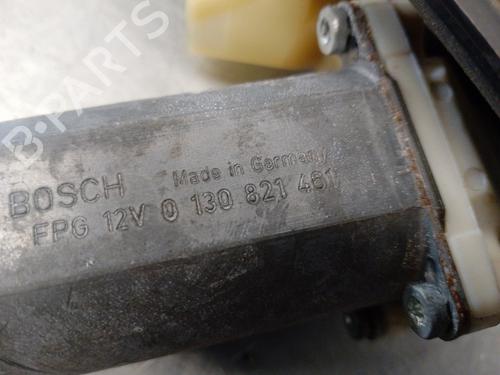 B-PARTS
BOSCH Made in Germany
FPG 12V 0 130 821 461